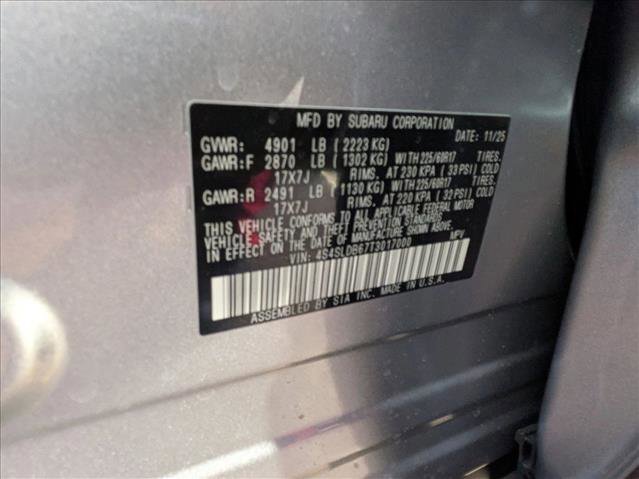 MFD BY SUBARU CORPORATION
DATE: 11/25
GVWR: 4901 LB (2223 KG)
GAWR:F 2870 LB (1302 KG) WITH 225/60R17 TIRES.
17X7J RIMS. AT 230 KPA (33 PSI) COLD
GAWR:R 2491 LB (1130 KG) WITH 225/60R17 TIRES.
17X7J RIMS. AT 220 KPA (32 PSI) COLD
THIS VEHICLE CONFORMS TO ALL APPLICABLE FEDERAL MOTOR
VEHICLE SAFETY AND THEFT PREVENTION STANDARDS
IN EFFECT ON THE DATE OF MANUFACTURE SHOWN ABOVE.
VIN: 4S4SLDB67T3017000 MPV
ASSEMBLED BY SIA INC. MADE IN U.S.A.